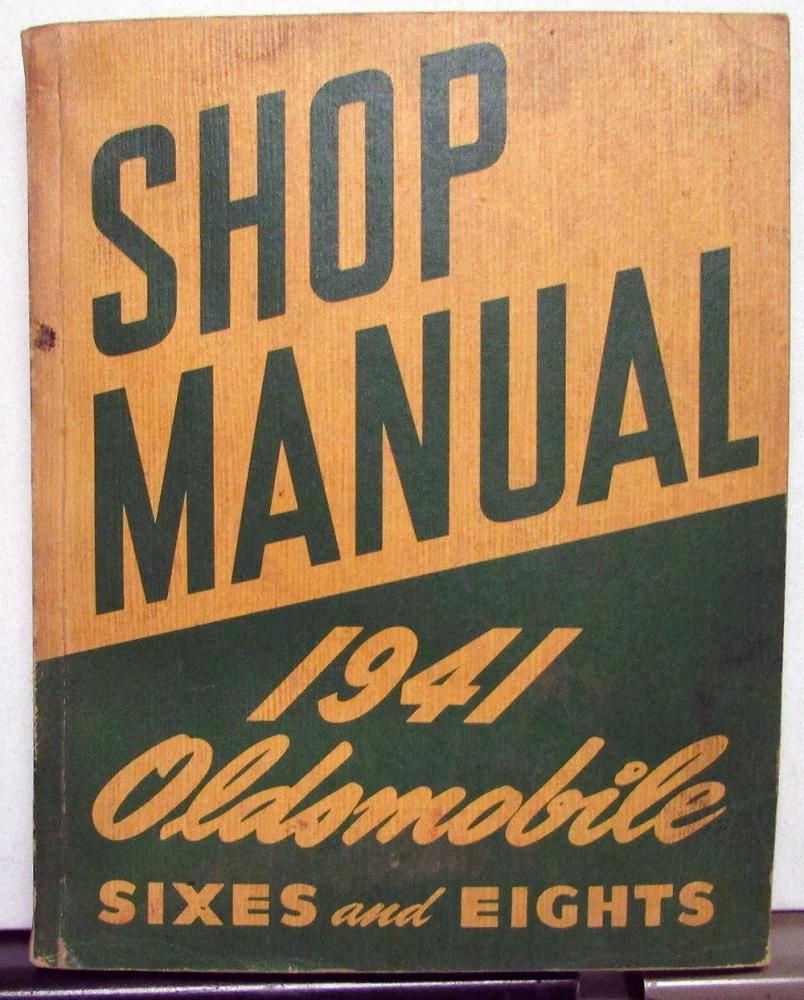 SHOP
MANUAL
1941
Oldsmobile
SIXES and EIGHTS